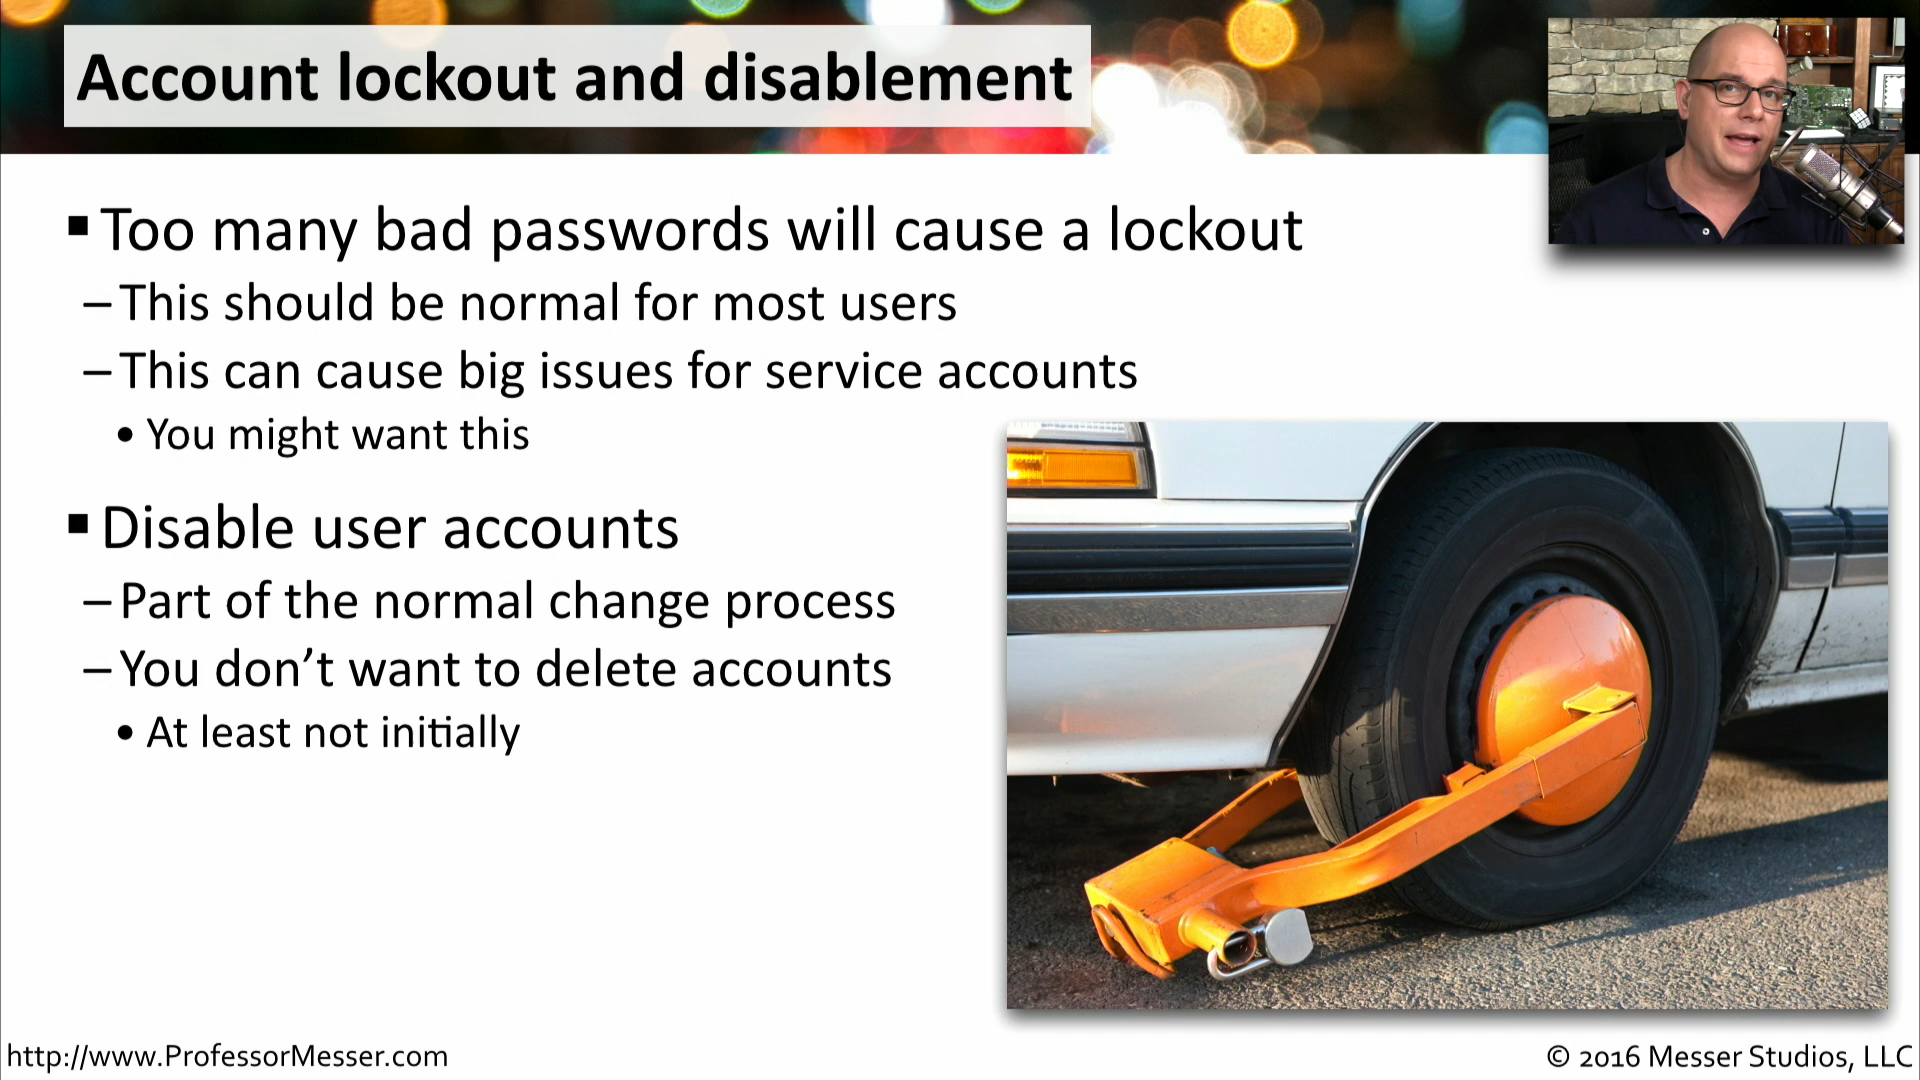 Account lockout and disablement
▪ Too many bad passwords will cause a lockout
– This should be normal for most users
– This can cause big issues for service accounts
• You might want this
▪ Disable user accounts
– Part of the normal change process
– You don’t want to delete accounts
• At least not initially
http://www.ProfessorMesser.com
© 2016 Messer Studios, LLC